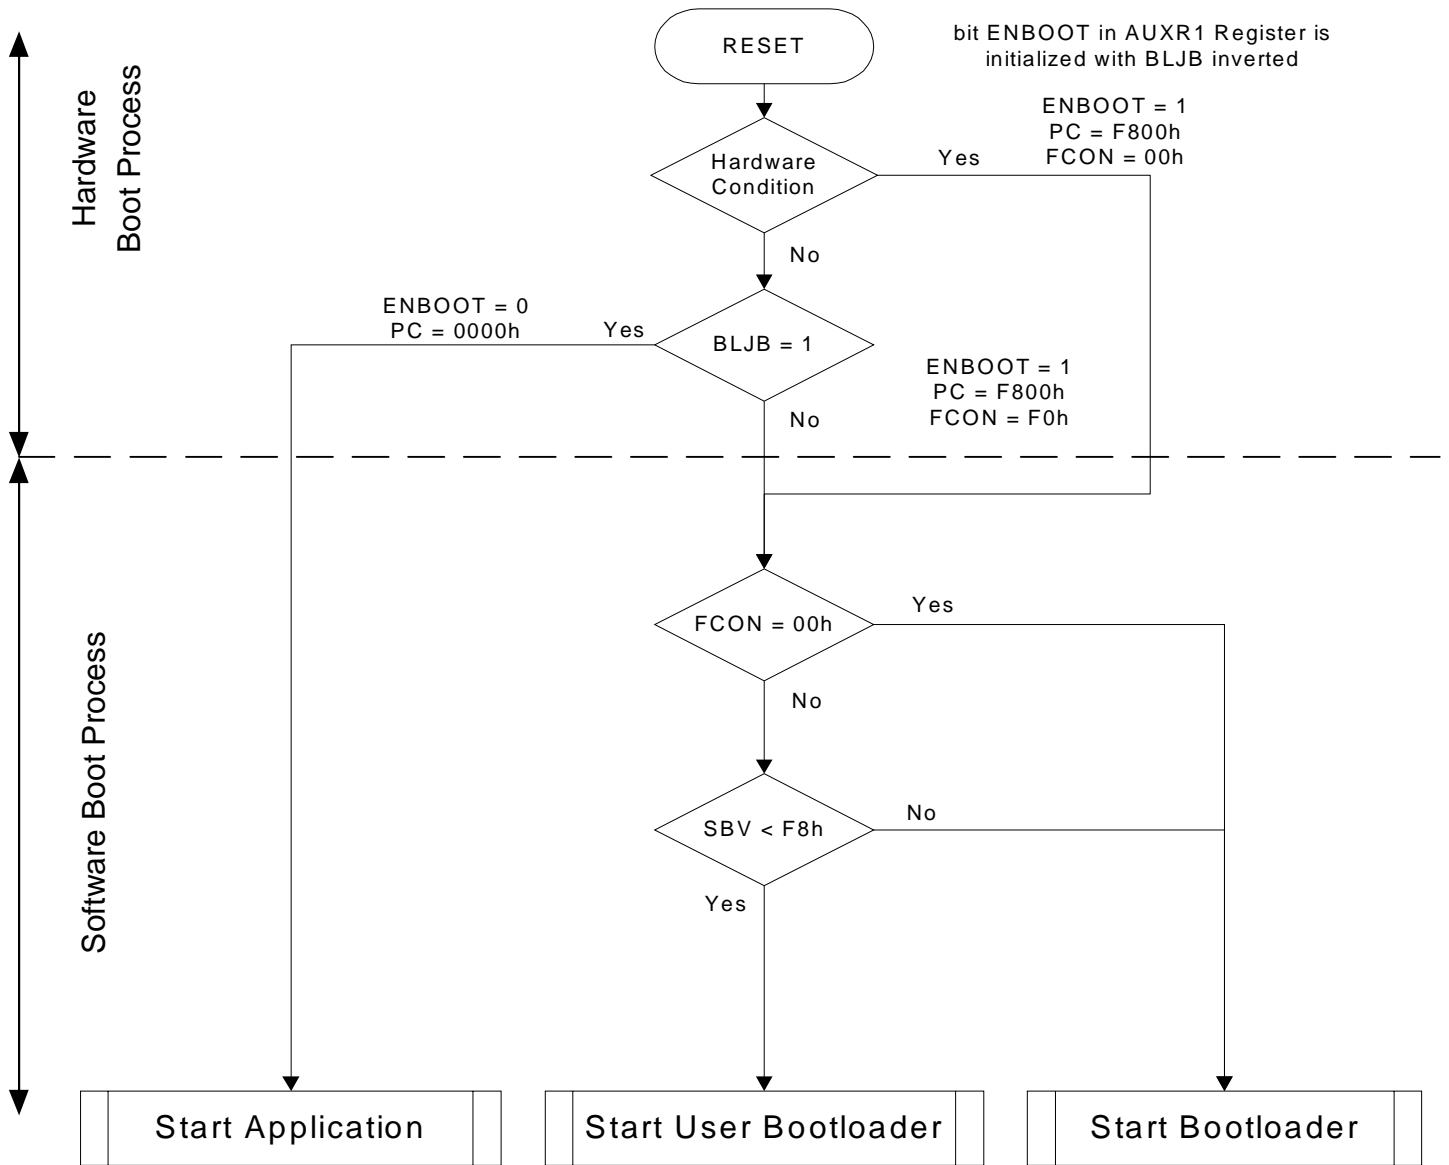 RESET
bit ENBOOT in AUXR1 Register is
initialized with BLJB inverted
Hardware
Boot Process
ENBOOT = 1
PC = F800h
FCON = 00h
Hardware
Condition
Yes
No
ENBOOT = 0
PC = 0000h
Yes
BLJB = 1
ENBOOT = 1
PC = F800h
FCON = F0h
No
Software Boot Process
FCON = 00h
Yes
No
SBV < F8h
No
Yes
Start Application
Start User Bootloader
Start Bootloader